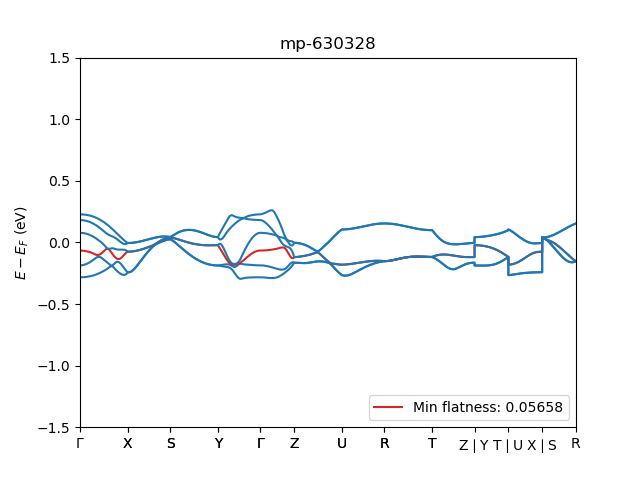 mp-630328
E − E_F (eV)
1.5
1.0
0.5
0.0
−0.5
−1.0
−1.5
Min flatness: 0.05658
Γ X S Y Γ Z U R T Z | Y T | U X | S R